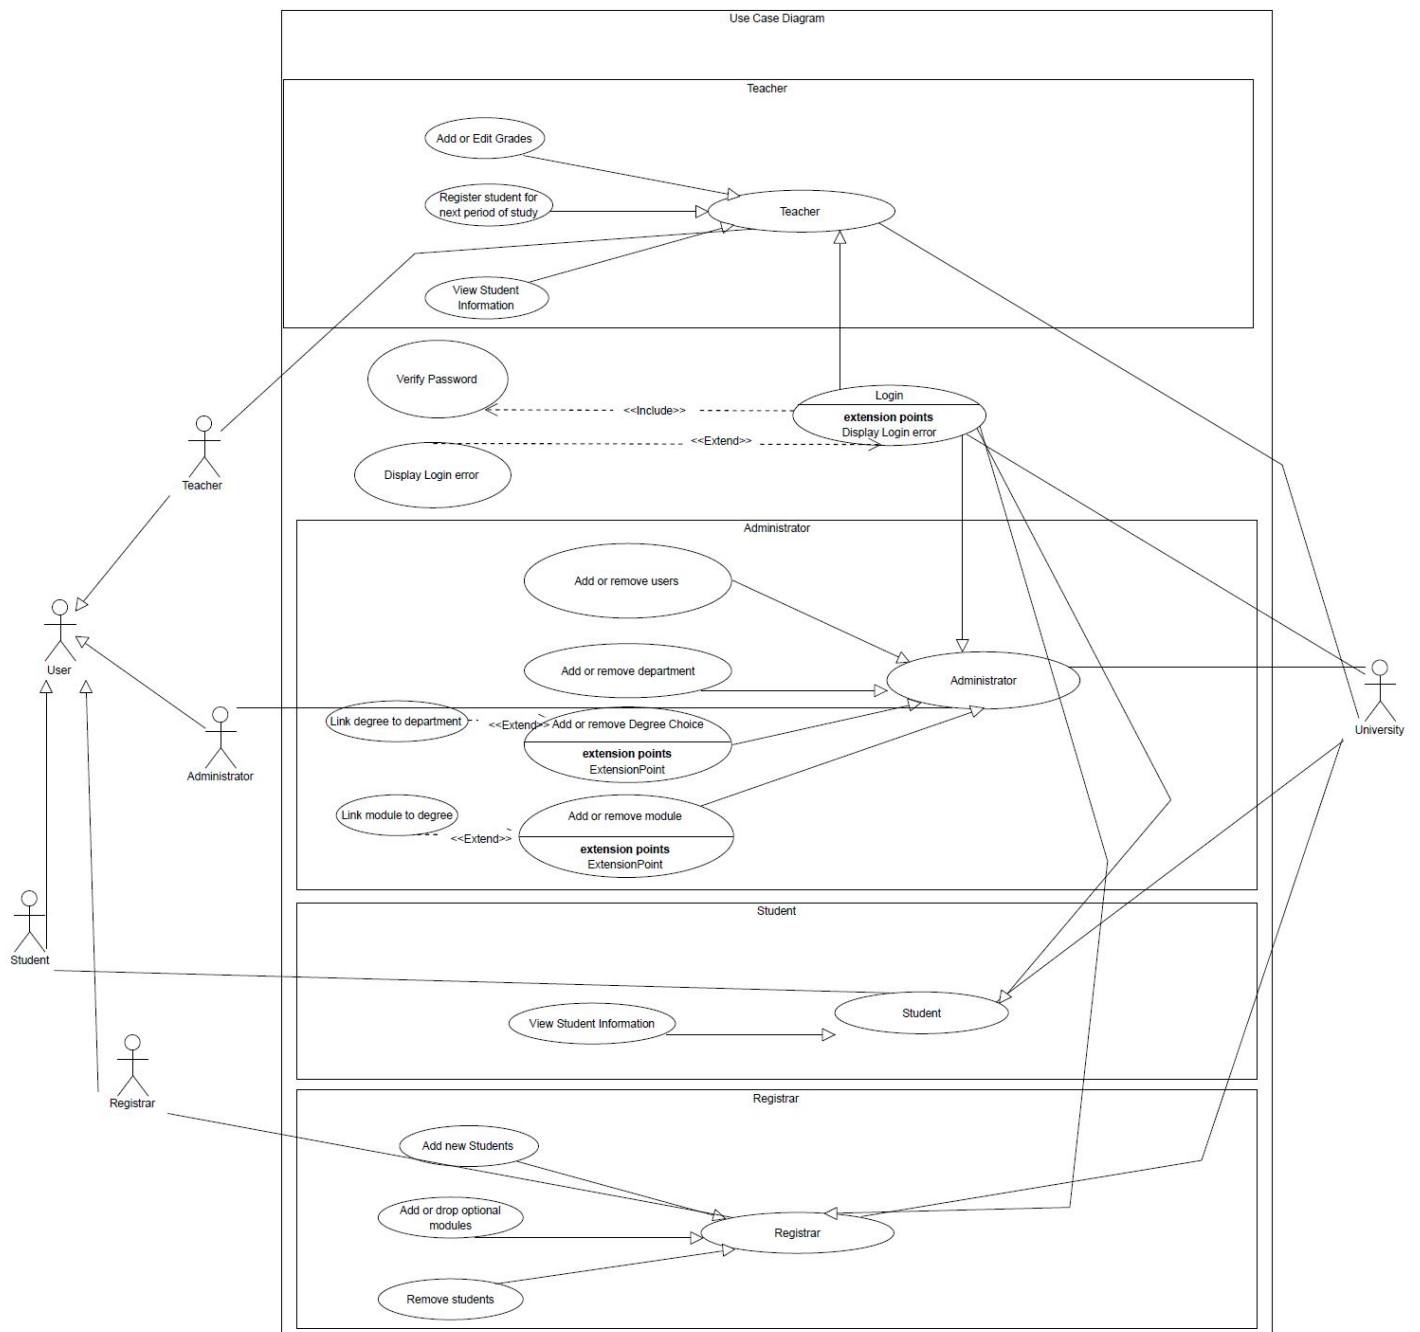 Use Case Diagram
Teacher
Add or Edit Grades
Register student for
next period of study
Teacher
View Student
Information
Verify Password
Login
extension points
Display Login error
<<Include>>
<<Extend>>
Display Login error
Teacher
Administrator
Add or remove users
User
Add or remove department
Administrator
Link degree to department
<<Extend>>
Add or remove Degree Choice
extension points
ExtensionPoint
University
Administrator
Link module to degree
<<Extend>>
Add or remove module
extension points
ExtensionPoint
Student
Student
View Student Information
Student
Registrar
Registrar
Add new Students
Add or drop optional
modules
Registrar
Remove students